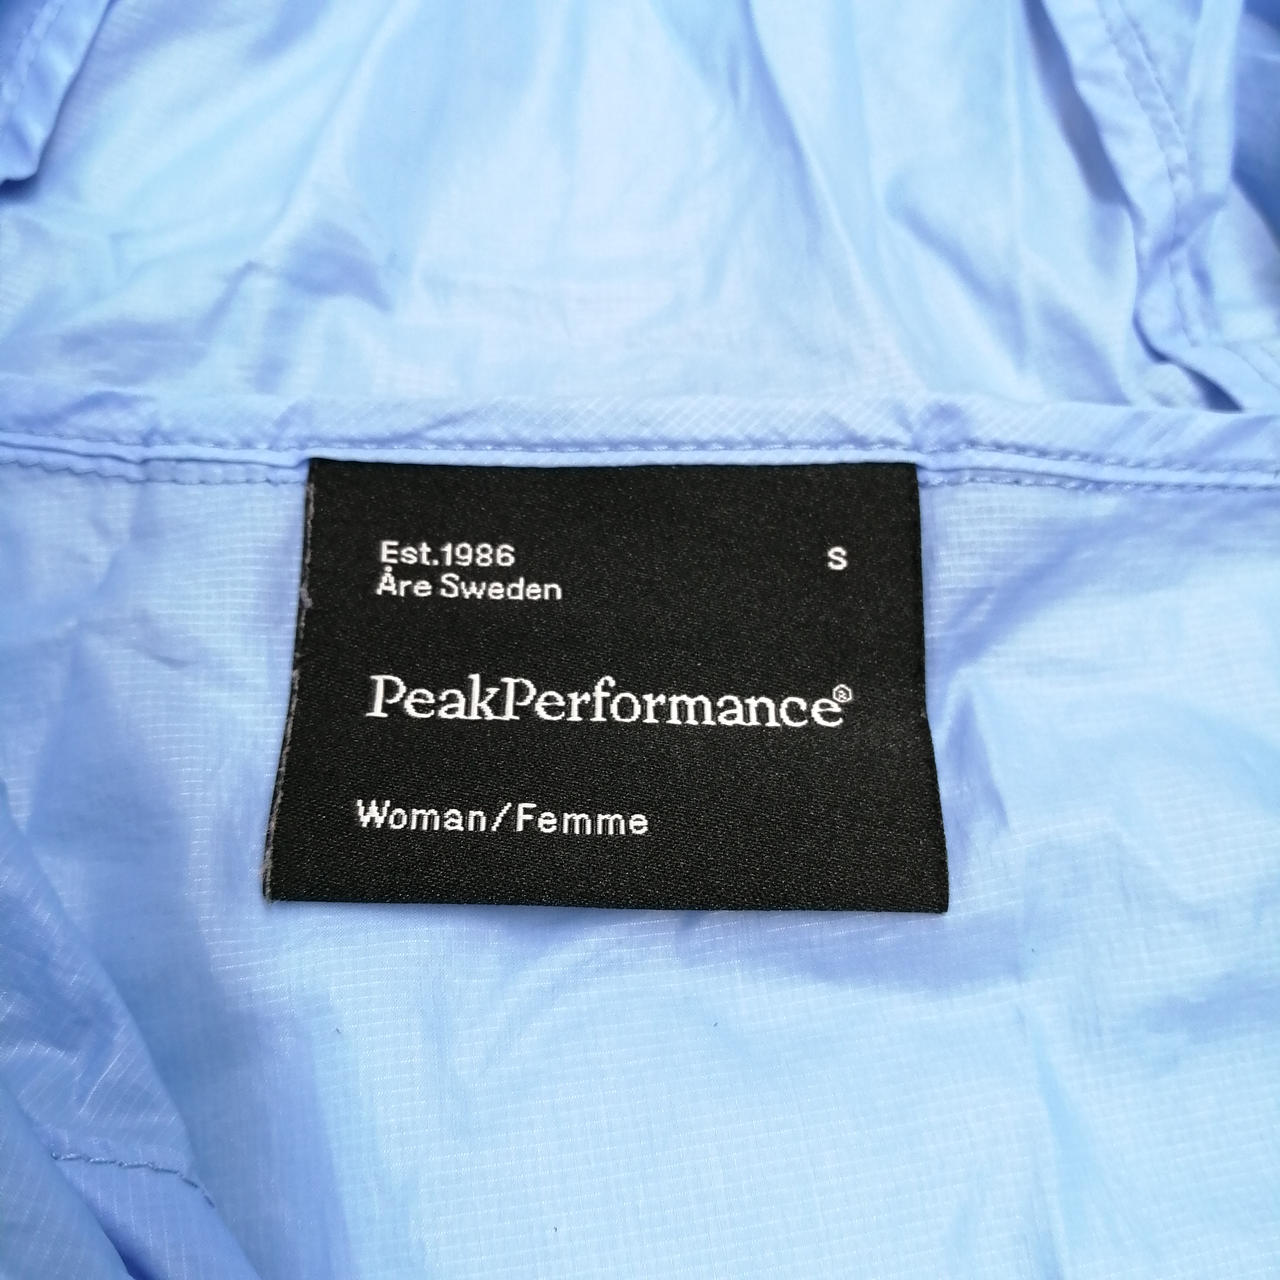 Est.1986
Åre Sweden
S
PeakPerformance®
Woman/Femme